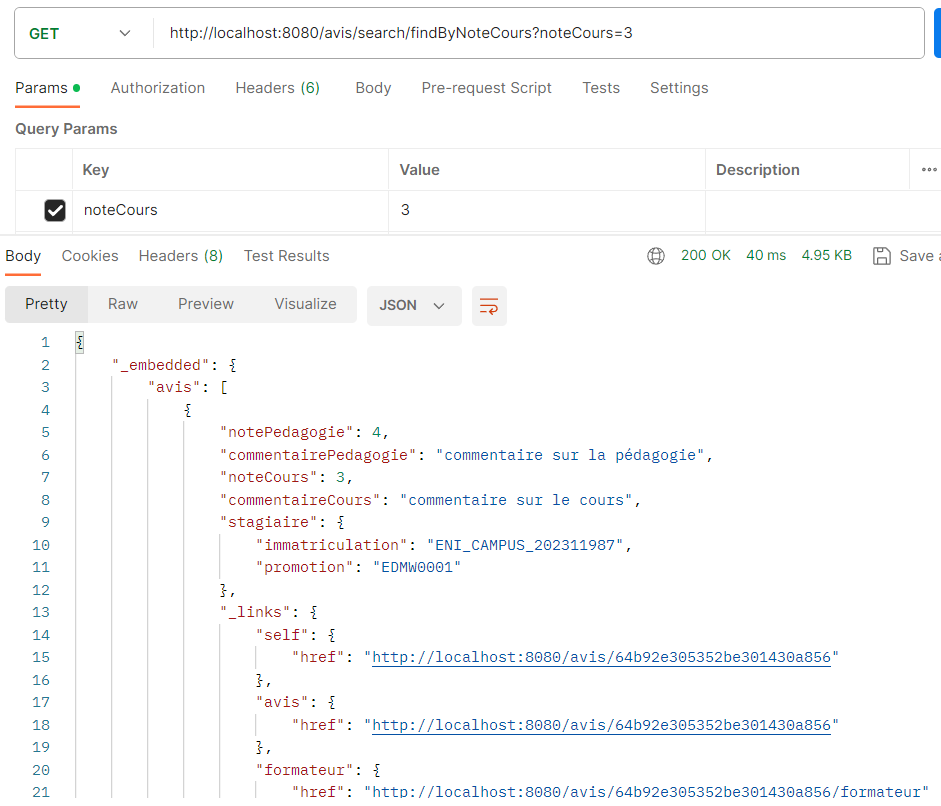 GET http://localhost:8080/avis/search/findByNoteCours?noteCours=3
Params Authorization Headers (6) Body Pre-request Script Tests Settings
Query Params
Key Value Description
noteCours 3
Body Cookies Headers (8) Test Results 200 OK 40 ms 4.95 KB Save a
Pretty Raw Preview Visualize JSON
1 {
2 "_embedded": {
3 "avis": [
4 {
5 "notePedagogie": 4,
6 "commentairePedagogie": "commentaire sur la pédagogie",
7 "noteCours": 3,
8 "commentaireCours": "commentaire sur le cours",
9 "stagiaire": {
10 "immatriculation": "ENI_CAMPUS_202311987",
11 "promotion": "EDMW0001"
12 },
13 "_links": {
14 "self": {
15 "href": "http://localhost:8080/avis/64b92e305352be301430a856"
16 },
17 "avis": {
18 "href": "http://localhost:8080/avis/64b92e305352be301430a856"
19 },
20 "formateur": {
21 "href": "http://localhost:8080/avis/64b92e305352be301430a856/formateur"